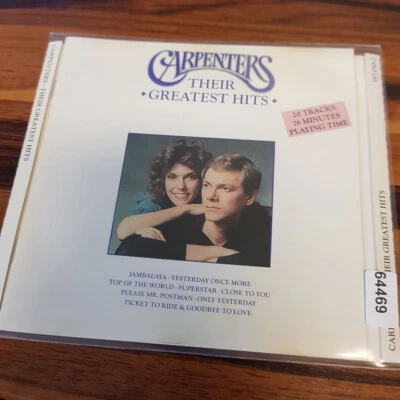 CARPENTERS
THEIR
• GREATEST HITS •
20 TRACKS
76 MINUTES
PLAYING TIME
JAMBALAYA · YESTERDAY ONCE MORE
TOP OF THE WORLD · SUPERSTAR · CLOSE TO YOU
PLEASE MR. POSTMAN · ONLY YESTERDAY
TICKET TO RIDE & GOODBYE TO LOVE
CARPENTERS · THEIR GREATEST HITS
HEIR GREATEST HITS
64469